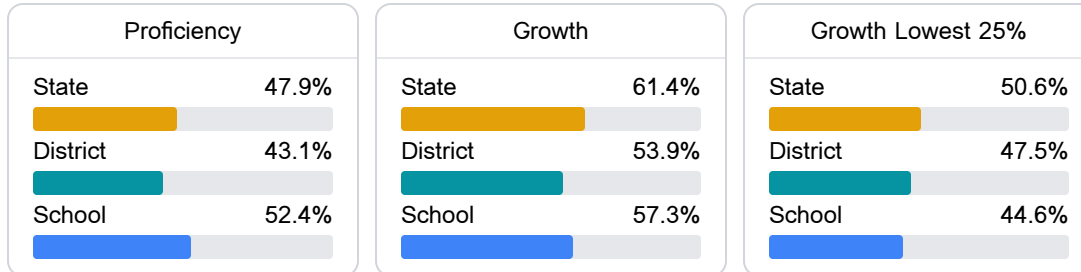 Proficiency
State 47.9%
District 43.1%
School 52.4%
Growth
State 61.4%
District 53.9%
School 57.3%
Growth Lowest 25%
State 50.6%
District 47.5%
School 44.6%